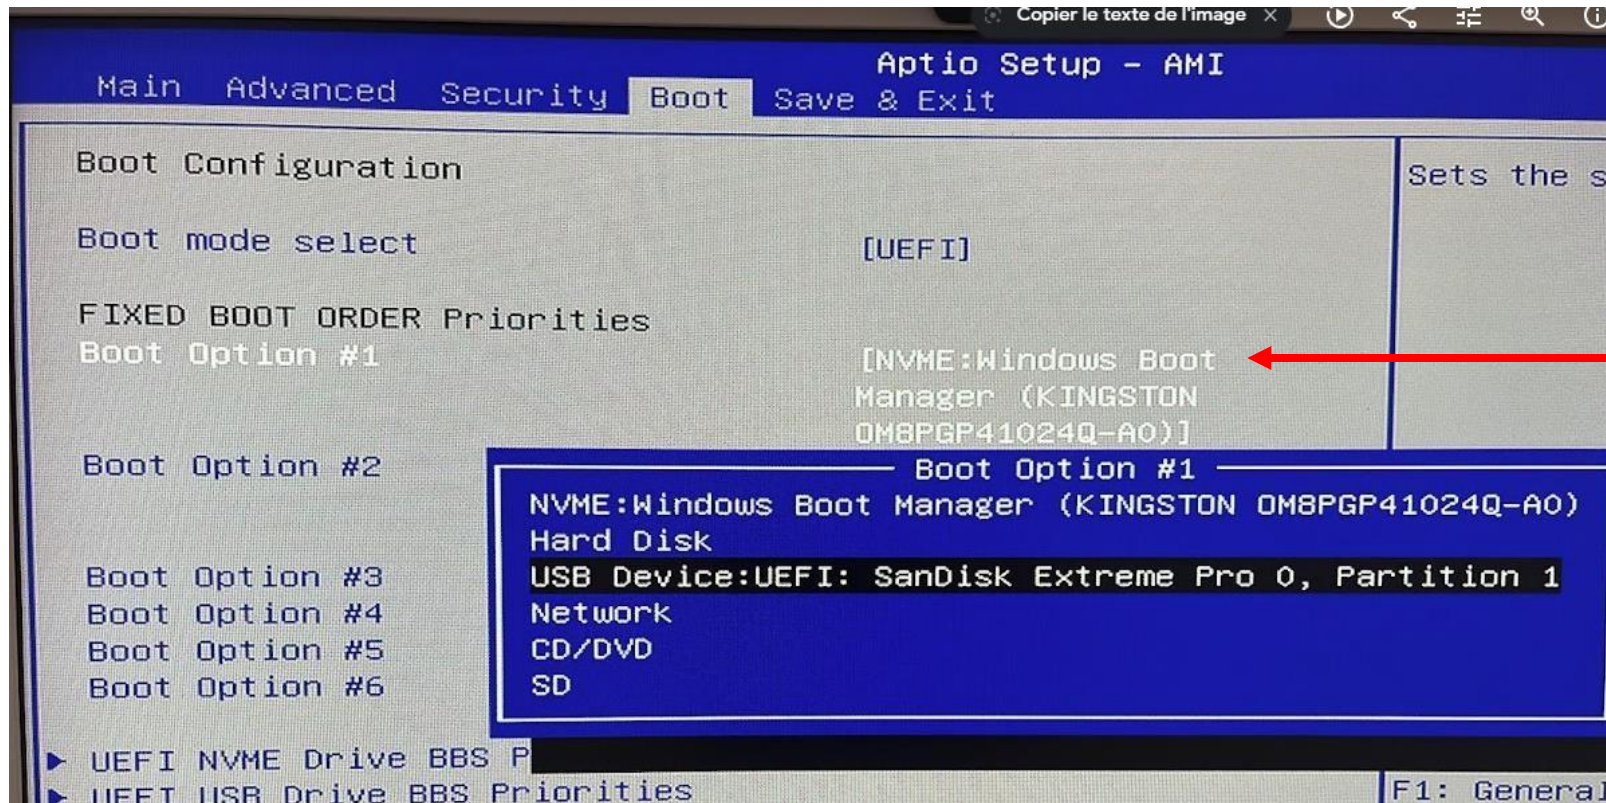 Copier le texte de l'image
Aptio Setup – AMI
Main Advanced Security Boot Save & Exit
Boot Configuration
Sets the s
Boot mode select [UEFI]
FIXED BOOT ORDER Priorities
Boot Option #1 [NVME:Windows Boot
Manager (KINGSTON
OM8PGP41024Q-A0)]
Boot Option #2
Boot Option #1
NVME:Windows Boot Manager (KINGSTON OM8PGP41024Q-A0)
Hard Disk
Boot Option #3 USB Device:UEFI: SanDisk Extreme Pro 0, Partition 1
Boot Option #4 Network
Boot Option #5 CD/DVD
Boot Option #6 SD
UEFI NVME Drive BBS P
UEFI USB Drive BBS Priorities
F1: General